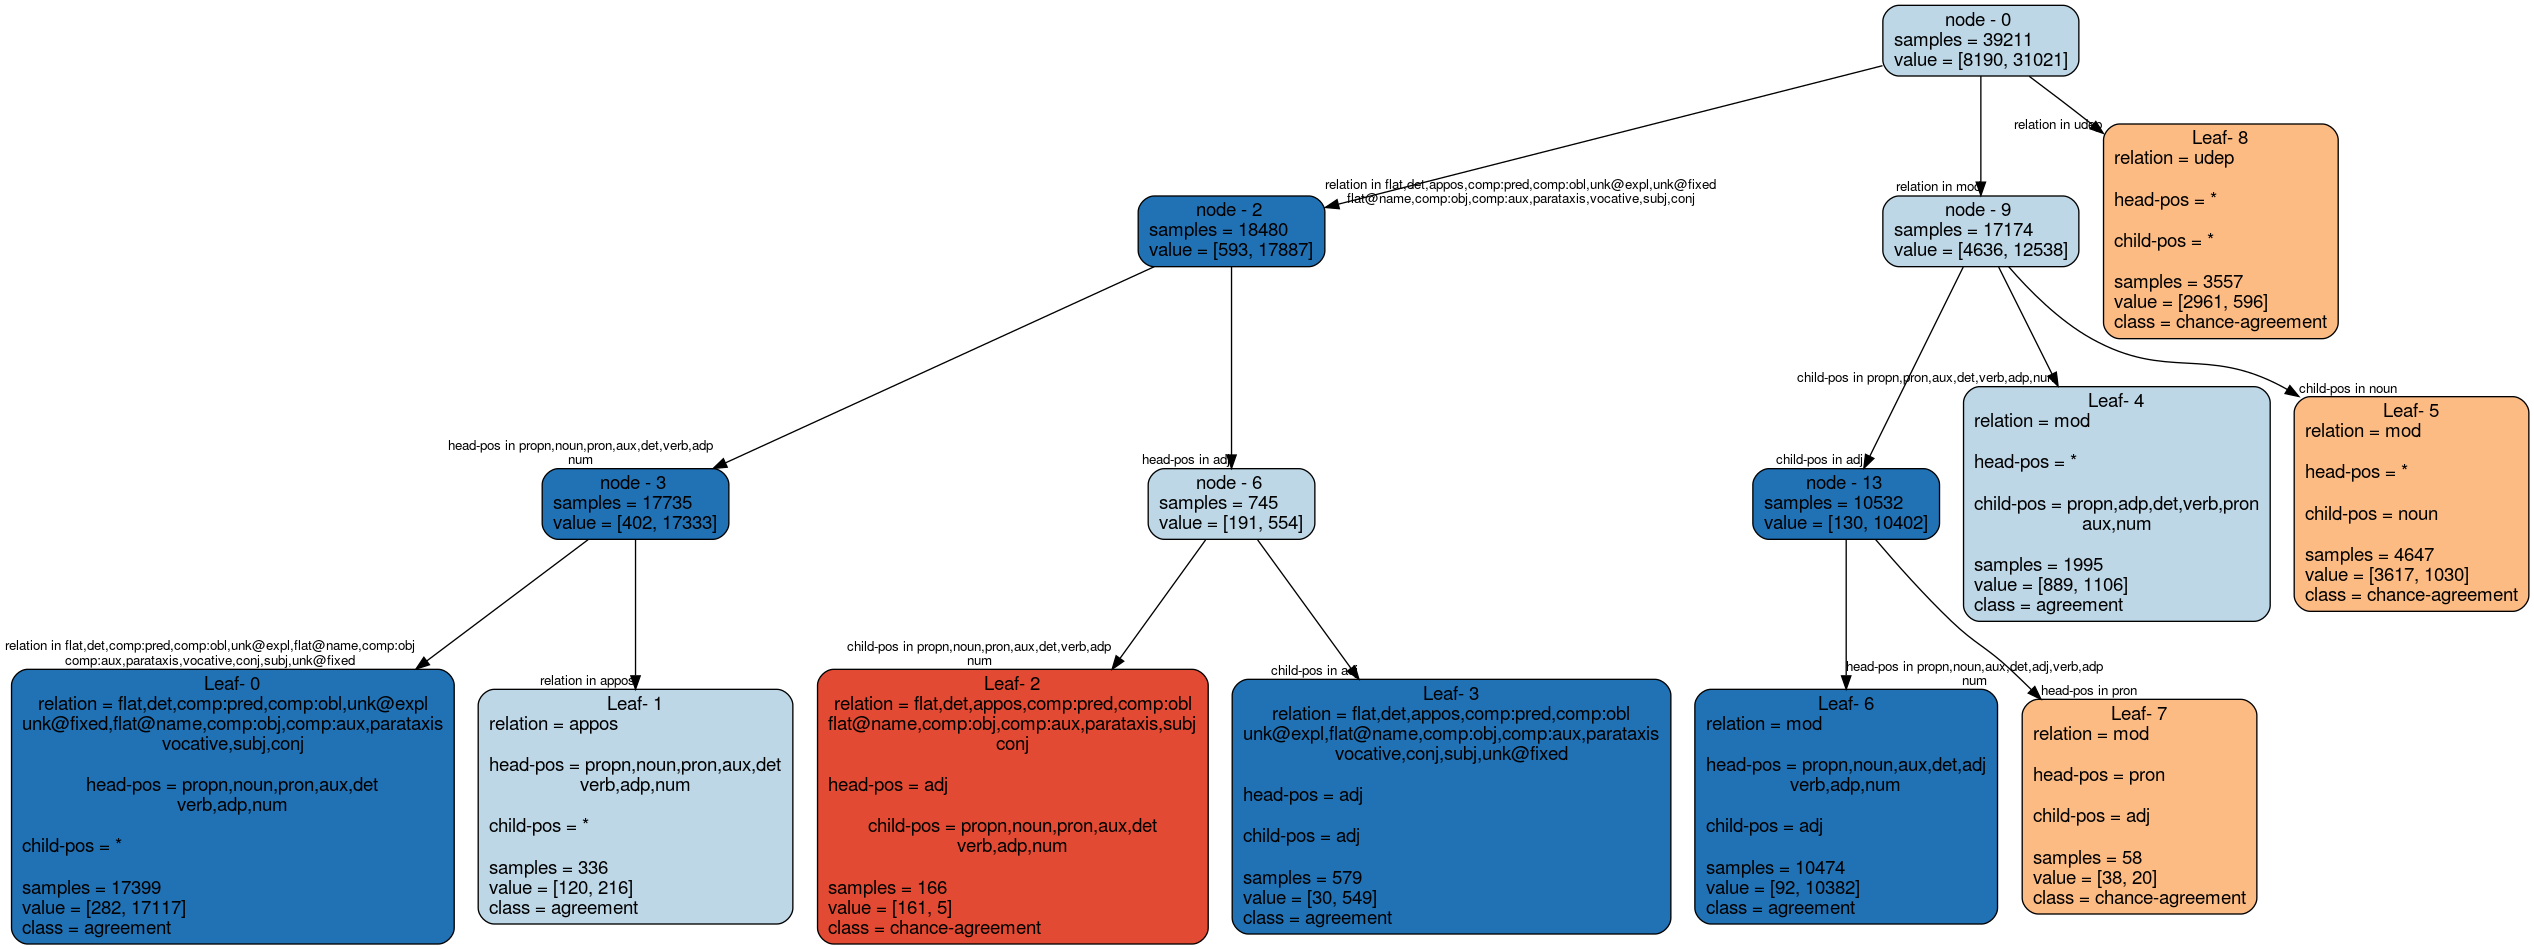 node - 0
samples = 39211
value = [8190, 31021]
relation in udep
Leaf- 8
relation = udep
head-pos = *
child-pos = *
samples = 3557
value = [2961, 596]
class = chance-agreement
relation in flat,det,appos,comp:pred,comp:obl,unk@expl,unk@fixed
flat@name,comp:obj,comp:aux,parataxis,vocative,subj,conj
node - 2
samples = 18480
value = [593, 17887]
relation in mod
node - 9
samples = 17174
value = [4636, 12538]
head-pos in propn,noun,pron,aux,det,verb,adp
num
node - 3
samples = 17735
value = [402, 17333]
head-pos in adj
node - 6
samples = 745
value = [191, 554]
child-pos in adj
node - 13
samples = 10532
value = [130, 10402]
child-pos in propn,pron,aux,det,verb,adp,num
Leaf- 4
relation = mod
head-pos = *
child-pos = propn,adp,det,verb,pron
aux,num
samples = 1995
value = [889, 1106]
class = agreement
child-pos in noun
Leaf- 5
relation = mod
head-pos = *
child-pos = noun
samples = 4647
value = [3617, 1030]
class = chance-agreement
relation in flat,det,comp:pred,comp:obl,unk@expl,flat@name,comp:obj
comp:aux,parataxis,vocative,conj,subj,unk@fixed
Leaf- 0
relation = flat,det,comp:pred,comp:obl,unk@expl
unk@fixed,flat@name,comp:obj,comp:aux,parataxis
vocative,subj,conj
head-pos = propn,noun,pron,aux,det
verb,adp,num
child-pos = *
samples = 17399
value = [282, 17117]
class = agreement
relation in appos
Leaf- 1
relation = appos
head-pos = propn,noun,pron,aux,det
verb,adp,num
child-pos = *
samples = 336
value = [120, 216]
class = agreement
child-pos in propn,noun,pron,aux,det,verb,adp
num
Leaf- 2
relation = flat,det,appos,comp:pred,comp:obl
flat@name,comp:obj,comp:aux,parataxis,subj
conj
head-pos = adj
child-pos = propn,noun,pron,aux,det
verb,adp,num
samples = 166
value = [161, 5]
class = chance-agreement
child-pos in adj
Leaf- 3
relation = flat,det,appos,comp:pred,comp:obl
unk@expl,flat@name,comp:obj,comp:aux,parataxis
vocative,conj,subj,unk@fixed
head-pos = adj
child-pos = adj
samples = 579
value = [30, 549]
class = agreement
head-pos in propn,noun,aux,det,adj,verb,adp
num
Leaf- 6
relation = mod
head-pos = propn,noun,aux,det,adj
verb,adp,num
child-pos = adj
samples = 10474
value = [92, 10382]
class = agreement
head-pos in pron
Leaf- 7
relation = mod
head-pos = pron
child-pos = adj
samples = 58
value = [38, 20]
class = chance-agreement